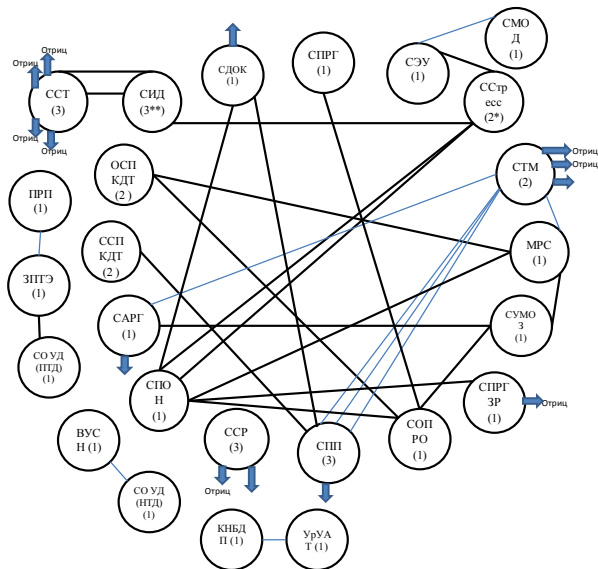 СМО
Д
(1)
Отриц
Отриц
ССТ
(3)
Отриц
Отриц
СИД
(3**)
СДОК
(1)
СПРГ
(1)
СЭУ
(1)
ССтр
есс
(2*)
ОСП
КДТ
(2 )
СТМ
(2)
Отриц
Отриц
ПРП
(1)
ССП
КДТ
(2 )
МРС
(1)
ЗПТЭ
(1)
САРГ
(1)
СУМО
З
(1)
СО УД
(ПТД)
(1)
СПЮ
Н
(1)
СПРГ
ЗР
(1)
Отриц
ВУС
Н (1)
ССР
(3)
Отриц
СПП
(3)
СОП
РО
(1)
СО УД
(НТД)
(1)
КНБД
П (1)
УрУА
Т (1)